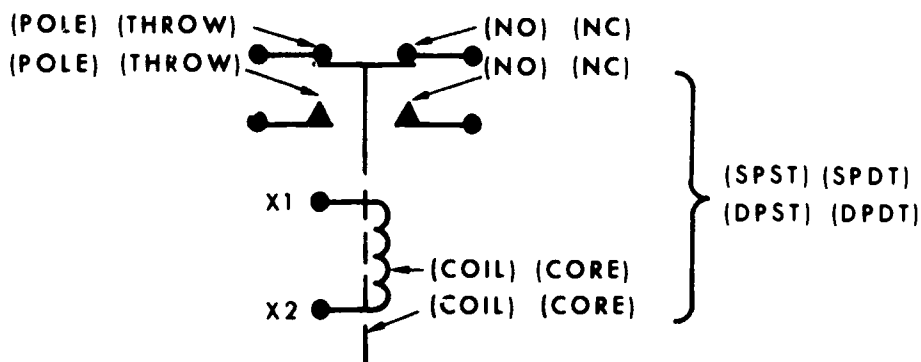 (POLE) (THROW)
(NO) (NC)
(POLE) (THROW)
(NO) (NC)
(SPST) (SPDT)
(DPST) (DPDT)
X1
(COIL) (CORE)
X2
(COIL) (CORE)